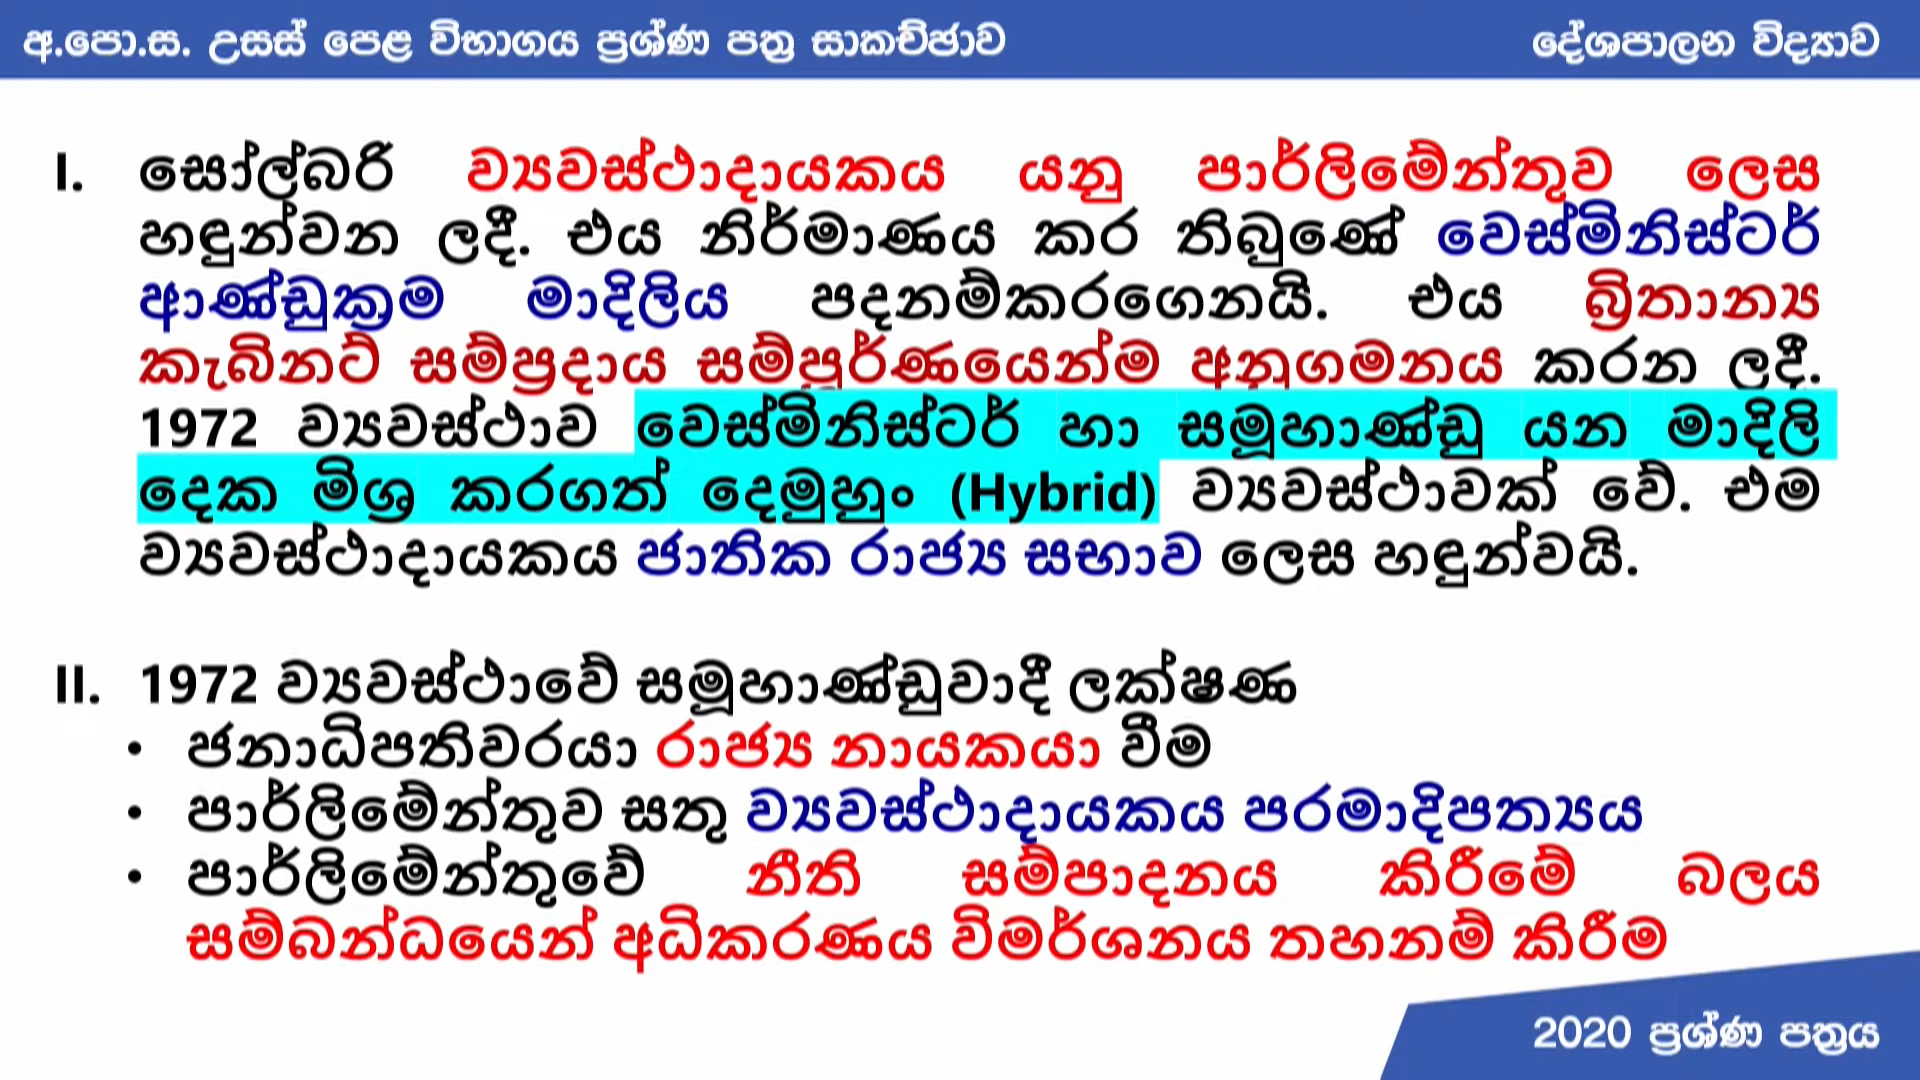 අ.පො.ස. උසස් පෙළ විභාගය ප්‍රශ්ණ පත්‍ර සාකච්ඡාව
දේශපාලන විද්‍යාව
I. සෝල්බරි ව්‍යවස්ථාදායකය යනු පාර්ලිමේන්තුව ලෙස
හඳුන්වන ලදී. එය නිර්මාණය කර තිබුණේ වෙස්මිනිස්ටර්
ආණ්ඩුක්‍රම මාදිලිය පදනම්කරගෙනයි. එය බ්‍රිතාන්‍ය
කැබිනට් සම්ප්‍රදාය සම්පූර්ණයෙන්ම අනුගමනය කරන ලදී.
1972 ව්‍යවස්ථාව වෙස්මිනිස්ටර් හා සමූහාණ්ඩු යන මාදිලි
දෙක මිශ්‍ර කරගත් දෙමුහුං (Hybrid) ව්‍යවස්ථාවක් වේ. එම
ව්‍යවස්ථාදායකය ජාතික රාජ්‍ය සභාව ලෙස හඳුන්වයි.
II. 1972 ව්‍යවස්ථාවේ සමූහාණ්ඩුවාදී ලක්ෂණ
• ජනාධිපතිවරයා රාජ්‍ය නායකයා වීම
• පාර්ලිමේන්තුව සතු ව්‍යවස්ථාදායකය පරමාදිපත්‍යය
• පාර්ලිමේන්තුවේ නීති සම්පාදනය කිරීමේ බලය
සම්බන්ධයෙන් අධිකරණය විමර්ශනය තහනම් කිරීම
2020 ප්‍රශ්ණ පත්‍රය